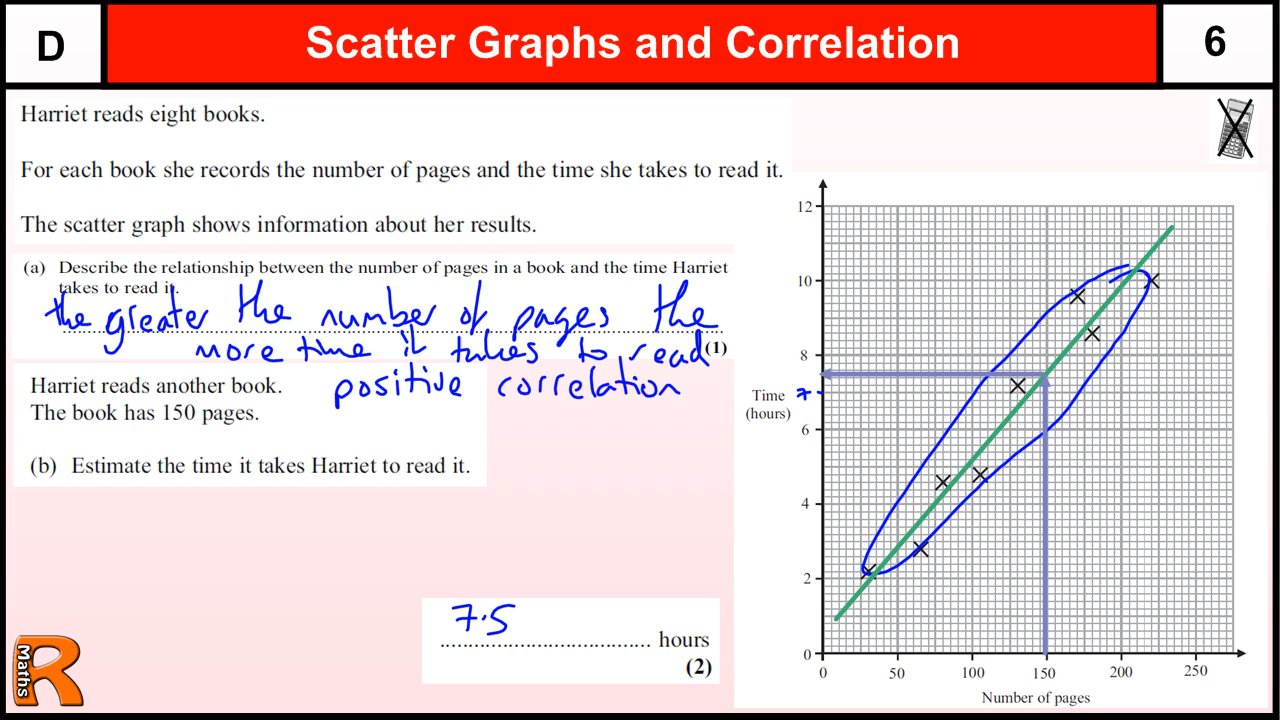 D
Scatter Graphs and Correlation
6
Harriet reads eight books.
For each book she records the number of pages and the time she takes to read it.
The scatter graph shows information about her results.
(a) Describe the relationship between the number of pages in a book and the time Harriet
takes to read it.
the greater the number of pages the
more time it takes to read
(1)
positive correlation
Harriet reads another book.
The book has 150 pages.
(b) Estimate the time it takes Harriet to read it.
7.5
hours
(2)
R
Maths
12
10
8
Time
(hours)
7
6
4
2
0
0 50 100 150 200 250
Number of pages